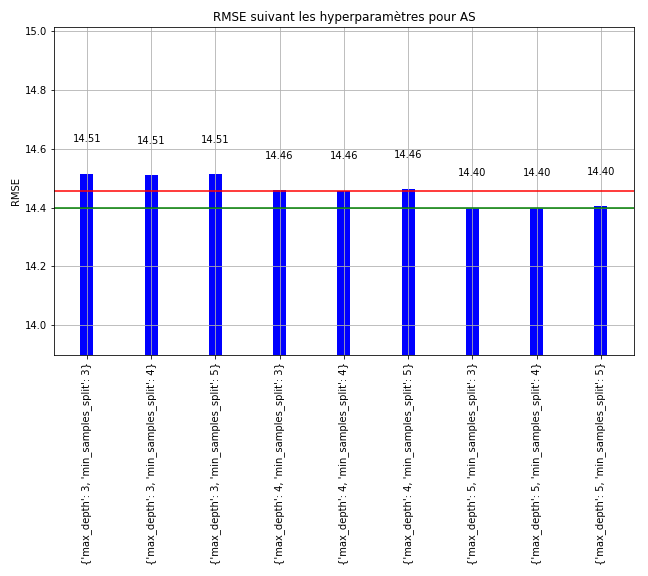 RMSE suivant les hyperparamètres pour AS
RMSE
15.0
14.8
14.6
14.4
14.2
14.0
14.51
14.51
14.51
14.46
14.46
14.46
14.40
14.40
14.40
{'max_depth': 3, 'min_samples_split': 3}
{'max_depth': 3, 'min_samples_split': 4}
{'max_depth': 3, 'min_samples_split': 5}
{'max_depth': 4, 'min_samples_split': 3}
{'max_depth': 4, 'min_samples_split': 4}
{'max_depth': 4, 'min_samples_split': 5}
{'max_depth': 5, 'min_samples_split': 3}
{'max_depth': 5, 'min_samples_split': 4}
{'max_depth': 5, 'min_samples_split': 5}